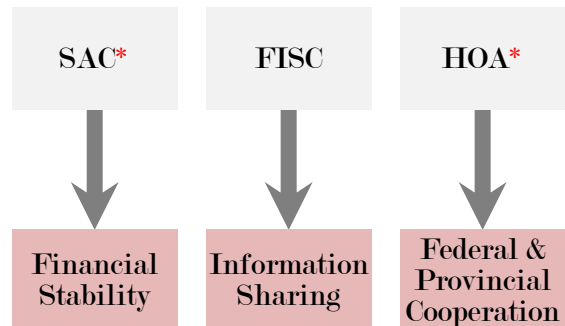 SAC*
FISC
HOA*
Financial
Stability
Information
Sharing
Federal &
Provincial
Cooperation